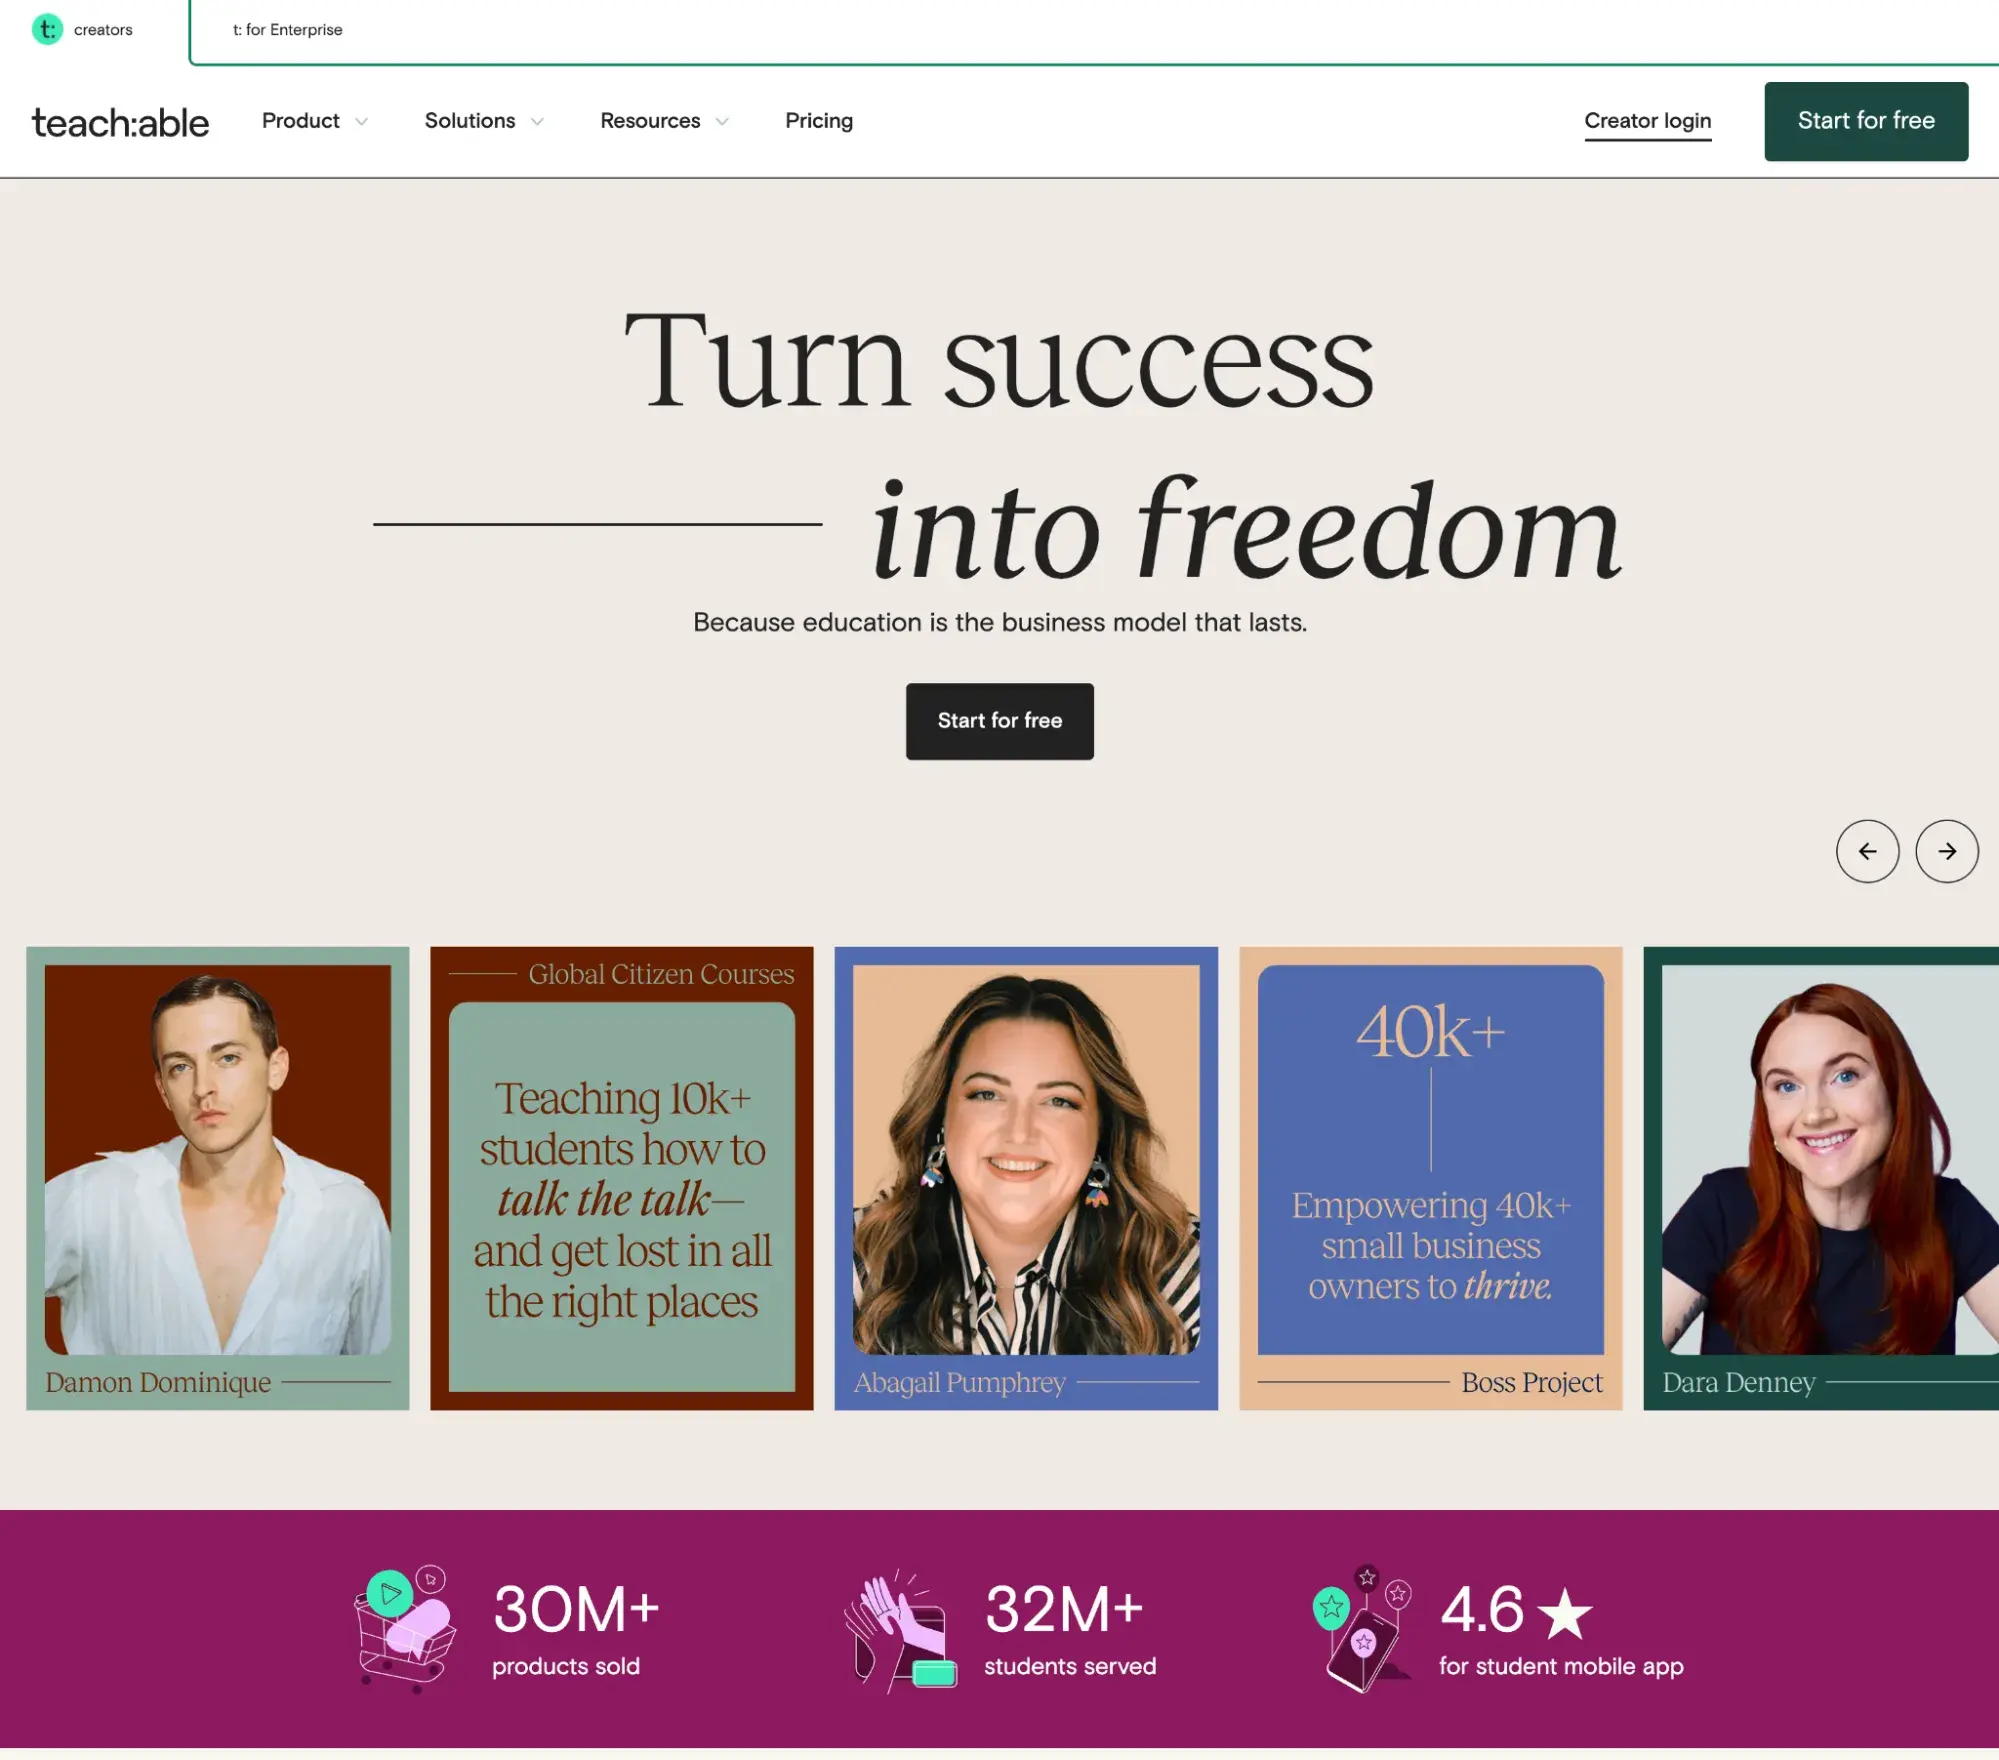 t: creators
t: for Enterprise
teach:able
Product
Solutions
Resources
Pricing
Creator login
Start for free
Turn success
into freedom
Because education is the business model that lasts.
Start for free
Damon Dominique
Global Citizen Courses
Teaching 10k+
students how to
talk the talk—
and get lost in all
the right places
Abagail Pumphrey
40k+
Empowering 40k+
small business
owners to thrive.
Boss Project
Dara Denney
30M+
products sold
32M+
students served
4.6 ★
for student mobile app